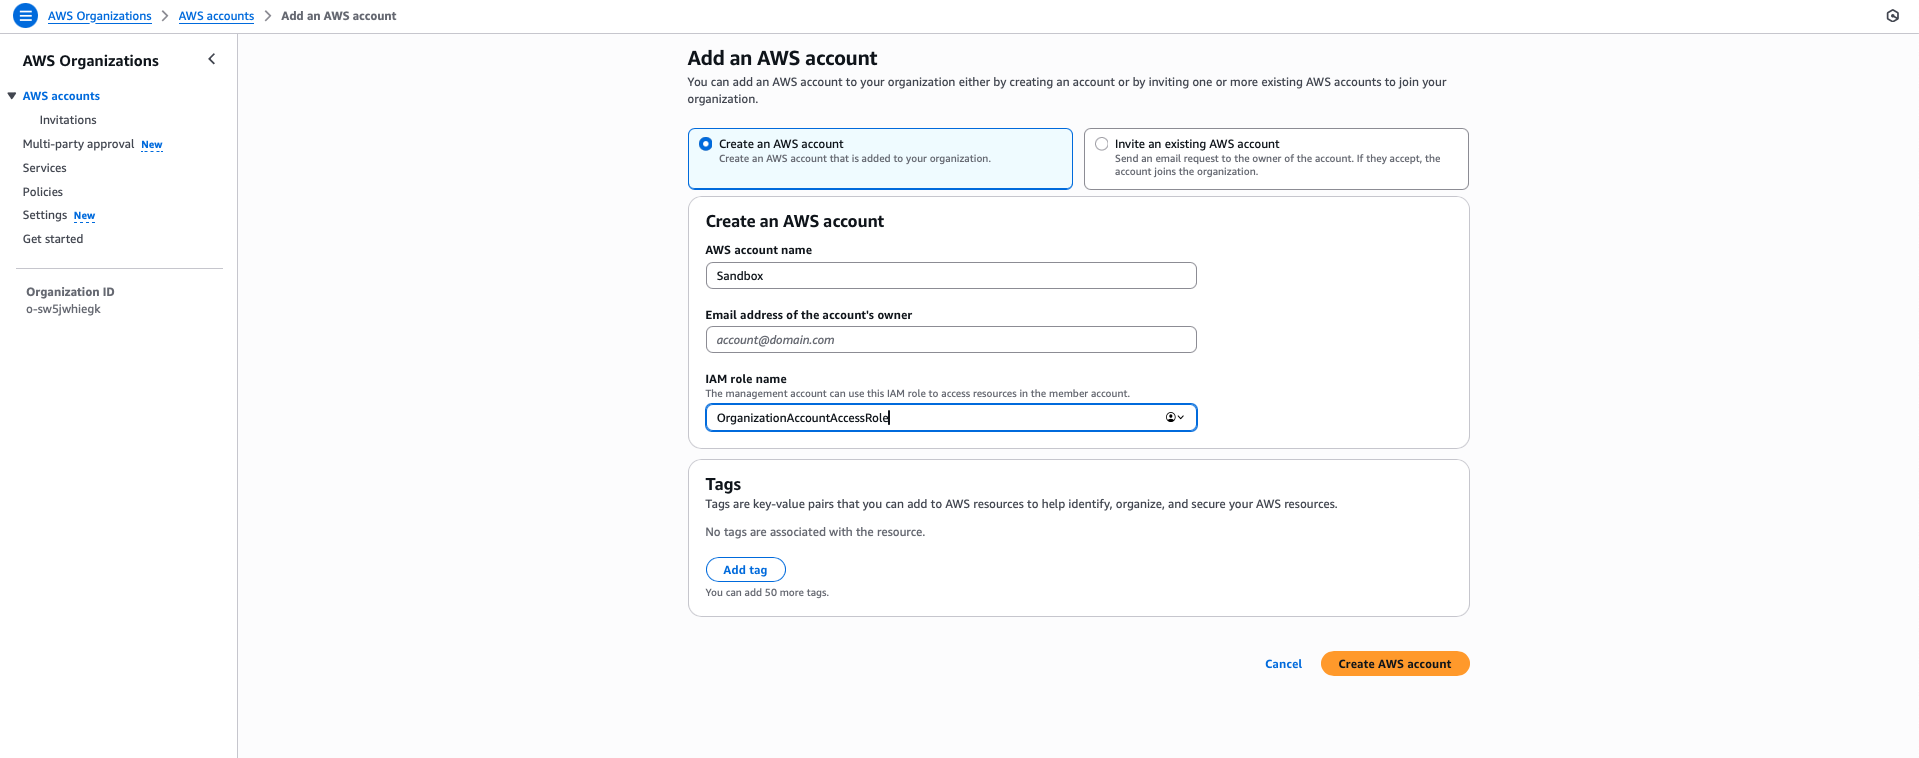 AWS Organizations > AWS accounts > Add an AWS account
AWS Organizations
AWS accounts
Invitations
Multi-party approval New
Services
Policies
Settings New
Get started
Organization ID
o-sw5jwhiegk
Add an AWS account
You can add an AWS account to your organization either by creating an account or by inviting one or more existing AWS accounts to join your
organization.
Create an AWS account
Create an AWS account that is added to your organization.
Invite an existing AWS account
Send an email request to the owner of the account. If they accept, the
account joins the organization.
Create an AWS account
AWS account name
Sandbox
Email address of the account's owner
account@domain.com
IAM role name
The management account can use this IAM role to access resources in the member account.
OrganizationAccountAccessRole
Tags
Tags are key-value pairs that you can add to AWS resources to help identify, organize, and secure your AWS resources.
No tags are associated with the resource.
Add tag
You can add 50 more tags.
Cancel
Create AWS account